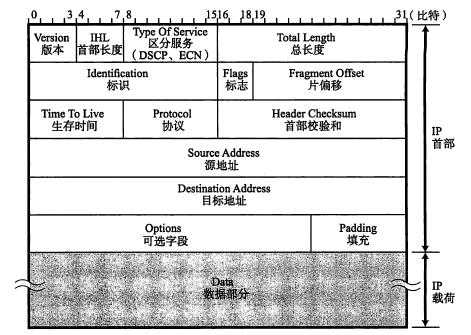 0 3 4 7 8 15 16 18 19 31 (比特)
Version IHL Type Of Service Total Length
版本 首部长度 区分服务 总长度
(DSCP、ECN)
Identification Flags Fragment Offset
标识 标志 片偏移
Time To Live Protocol Header Checksum
生存时间 协议 首部校验和
IP
首部
Source Address
源地址
Destination Address
目标地址
Options Padding
可选字段 填充
Data
数据部分
IP
载荷